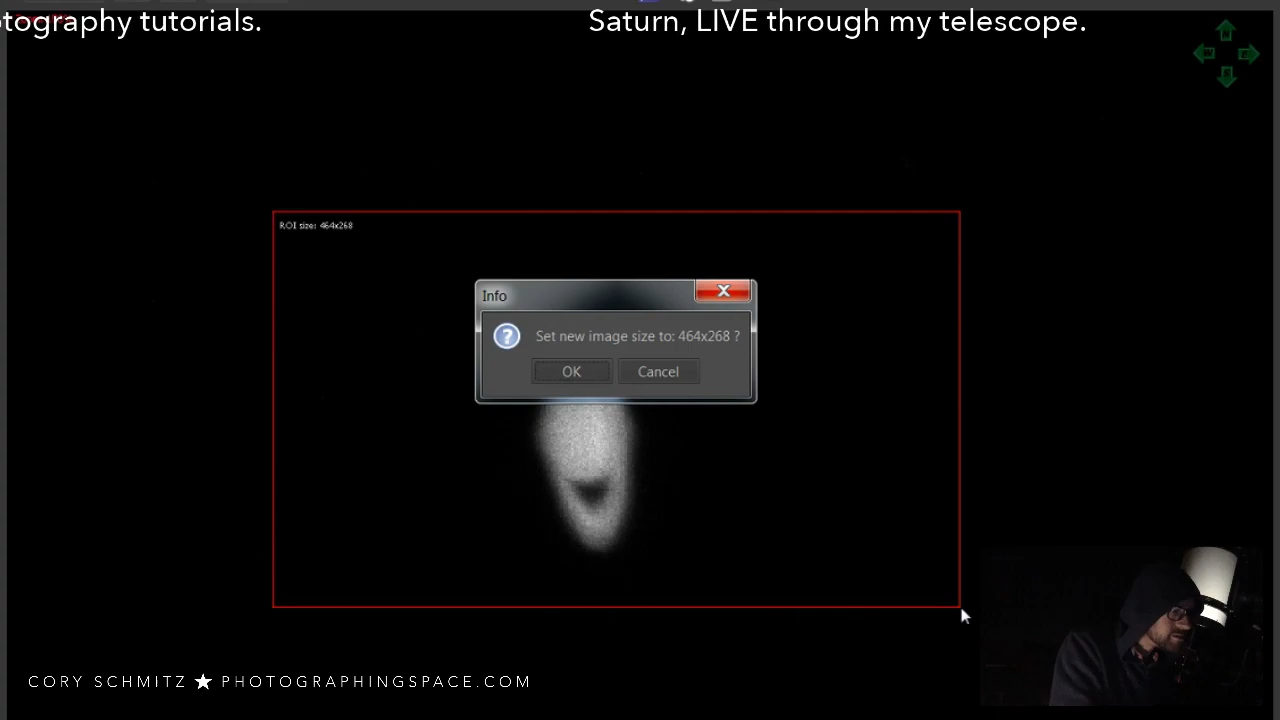 otography tutorials.
Saturn, LIVE through my telescope.
ROI size: 464x268
Info
Set new image size to: 464x268 ?
OK
Cancel
CORY SCHMITZ ★ PHOTOGRAPHINGSPACE.COM